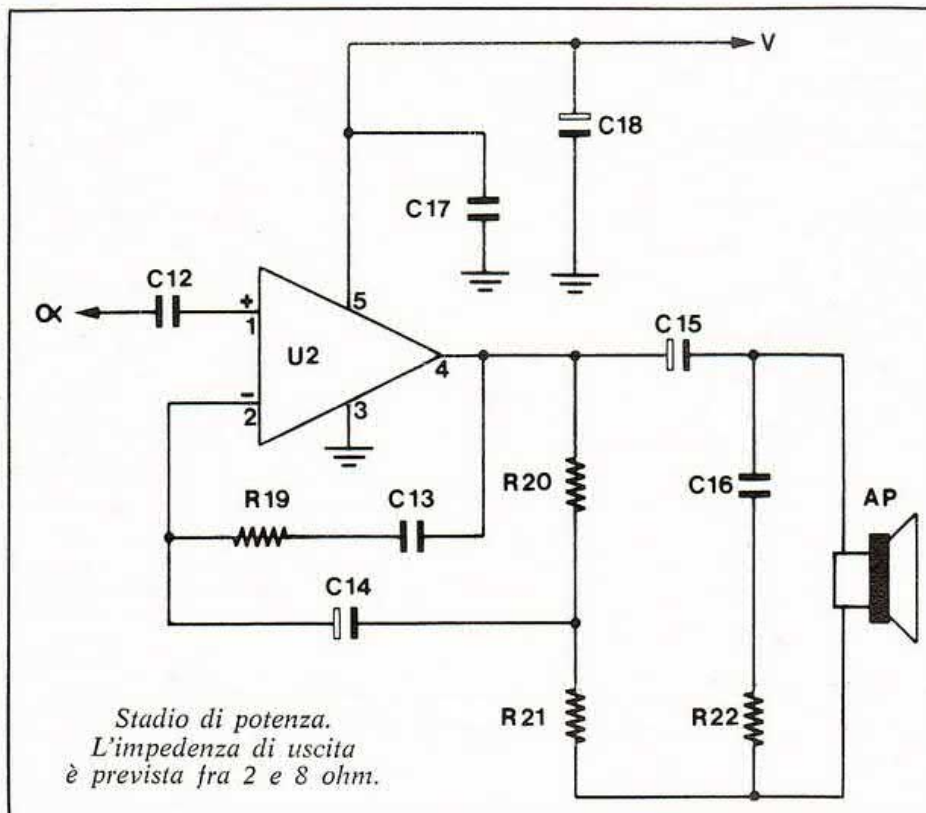 V
C18
C17
C12
α
+
1
5
U2
4
C15
-
2
3
R19
C13
R20
C16
AP
C14
R21
R22
Stadio di potenza.
L'impedenza di uscita
è prevista fra 2 e 8 ohm.